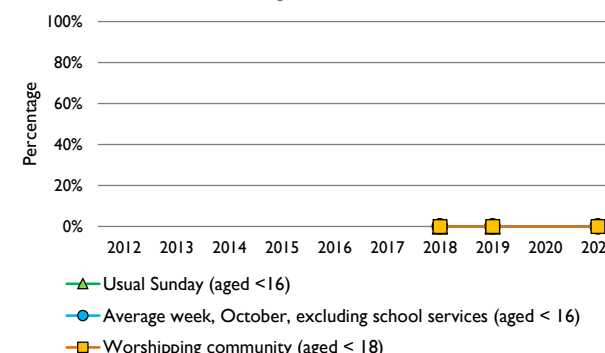 100%
80%
60%
40%
20%
0%
Percentage
2012 2013 2014 2015 2016 2017 2018 2019 2020
Usual Sunday (aged <16)
Average week, October, excluding school services (aged < 16)
Worshipping community (aged < 18)